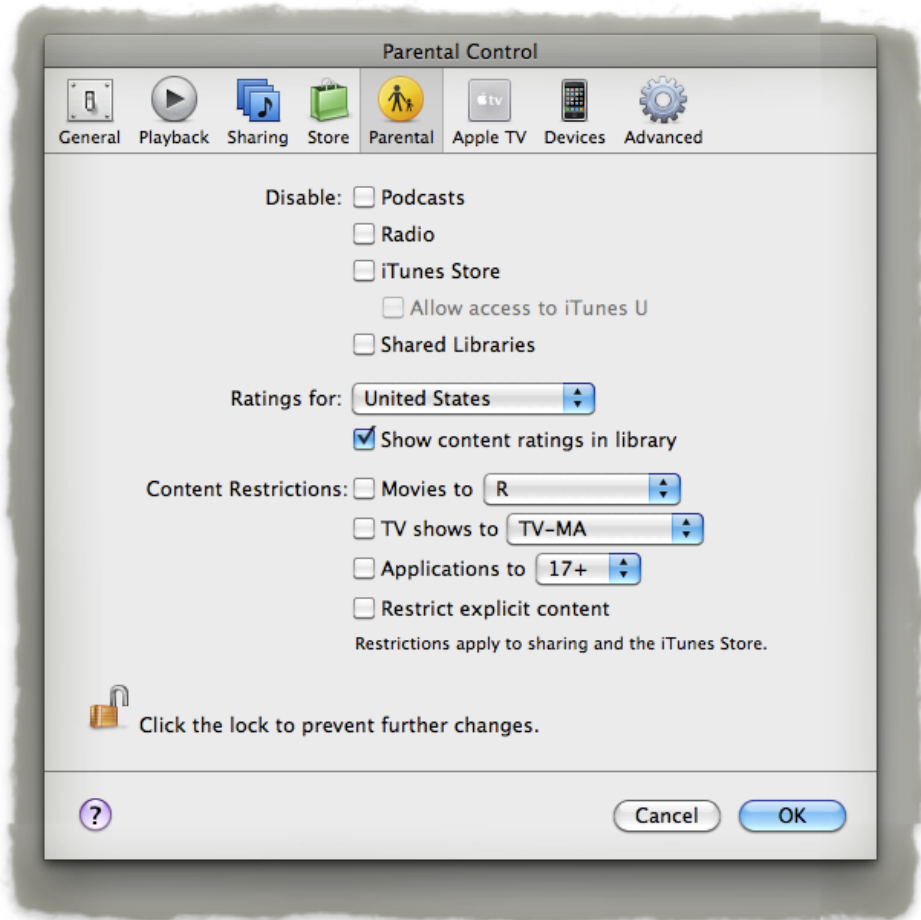 Parental Control
General Playback Sharing Store Parental Apple TV Devices Advanced
Disable: Podcasts
Radio
iTunes Store
Allow access to iTunes U
Shared Libraries
Ratings for: United States
Show content ratings in library
Content Restrictions: Movies to R
TV shows to TV-MA
Applications to 17+
Restrict explicit content
Restrictions apply to sharing and the iTunes Store.
Click the lock to prevent further changes.
? Cancel OK